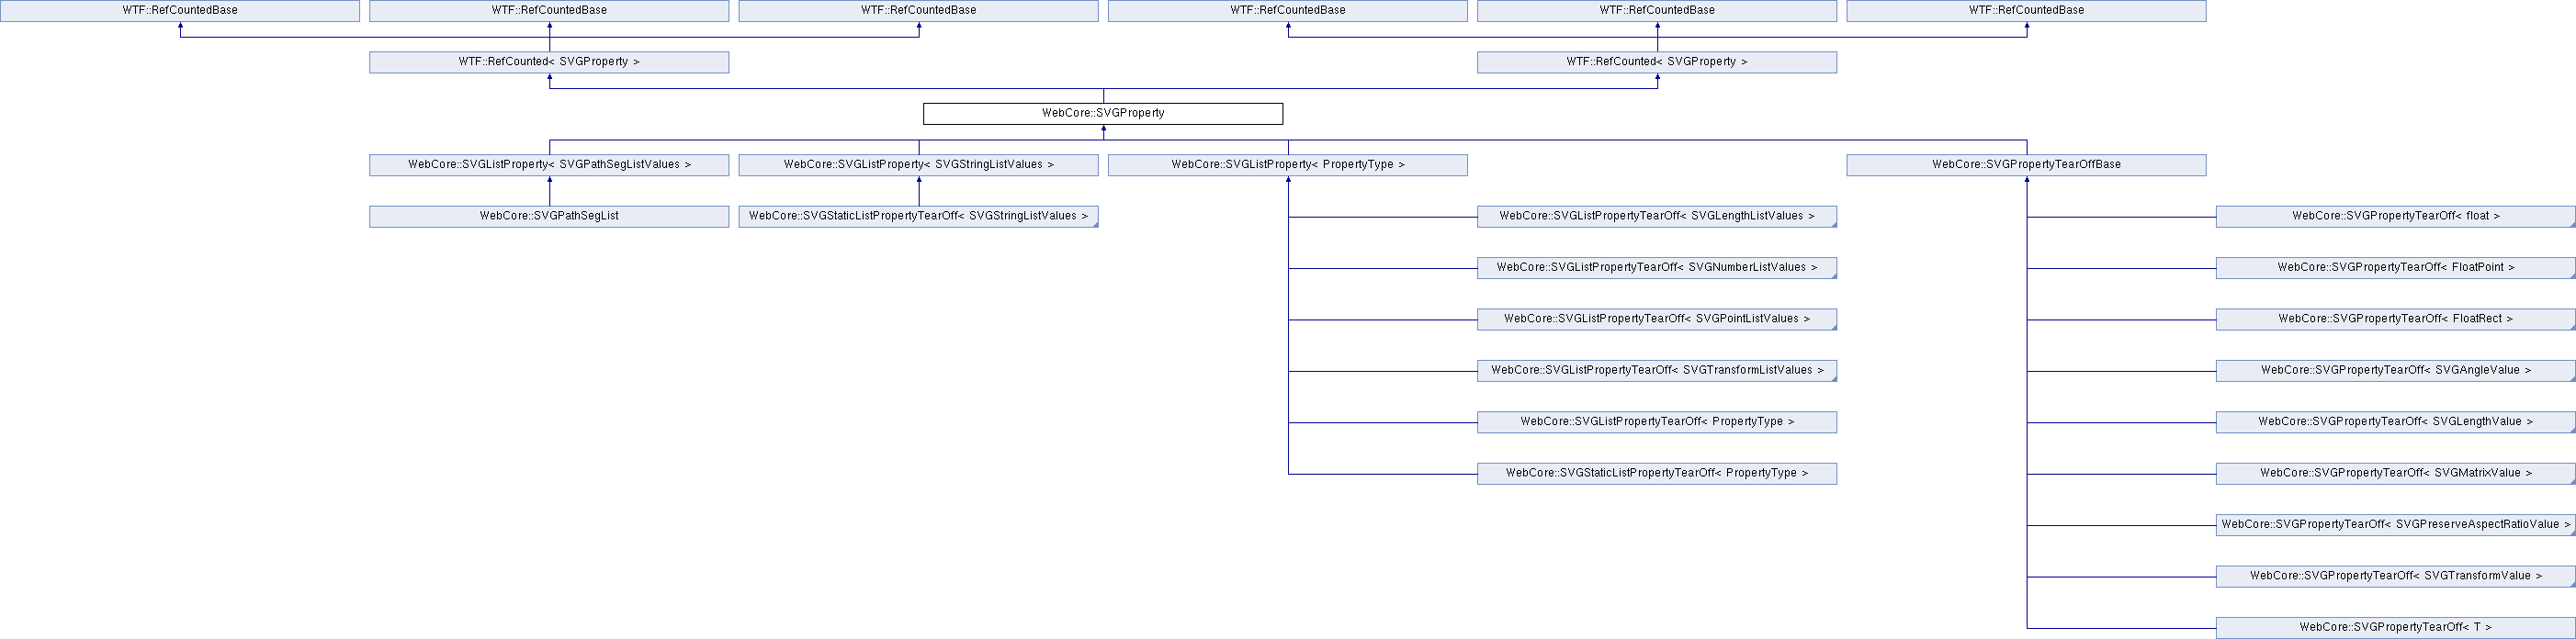 WTF::RefCountedBase
WTF::RefCountedBase
WTF::RefCountedBase
WTF::RefCountedBase
WTF::RefCountedBase
WTF::RefCountedBase
WTF::RefCounted< SVGProperty >
WTF::RefCounted< SVGProperty >
WebCore::SVGProperty
WebCore::SVGListProperty< SVGPathSegListValues >
WebCore::SVGListProperty< SVGStringListValues >
WebCore::SVGListProperty< PropertyType >
WebCore::SVGPropertyTearOffBase
WebCore::SVGPathSegList
WebCore::SVGStaticListPropertyTearOff< SVGStringListValues >
WebCore::SVGListPropertyTearOff< SVGLengthListValues >
WebCore::SVGPropertyTearOff< float >
WebCore::SVGListPropertyTearOff< SVGNumberListValues >
WebCore::SVGPropertyTearOff< FloatPoint >
WebCore::SVGListPropertyTearOff< SVGPointListValues >
WebCore::SVGPropertyTearOff< FloatRect >
WebCore::SVGListPropertyTearOff< SVGTransformListValues >
WebCore::SVGPropertyTearOff< SVGAngleValue >
WebCore::SVGListPropertyTearOff< PropertyType >
WebCore::SVGPropertyTearOff< SVGLengthValue >
WebCore::SVGStaticListPropertyTearOff< PropertyType >
WebCore::SVGPropertyTearOff< SVGMatrixValue >
WebCore::SVGPropertyTearOff< SVGPreserveAspectRatioValue >
WebCore::SVGPropertyTearOff< SVGTransformValue >
WebCore::SVGPropertyTearOff< T >